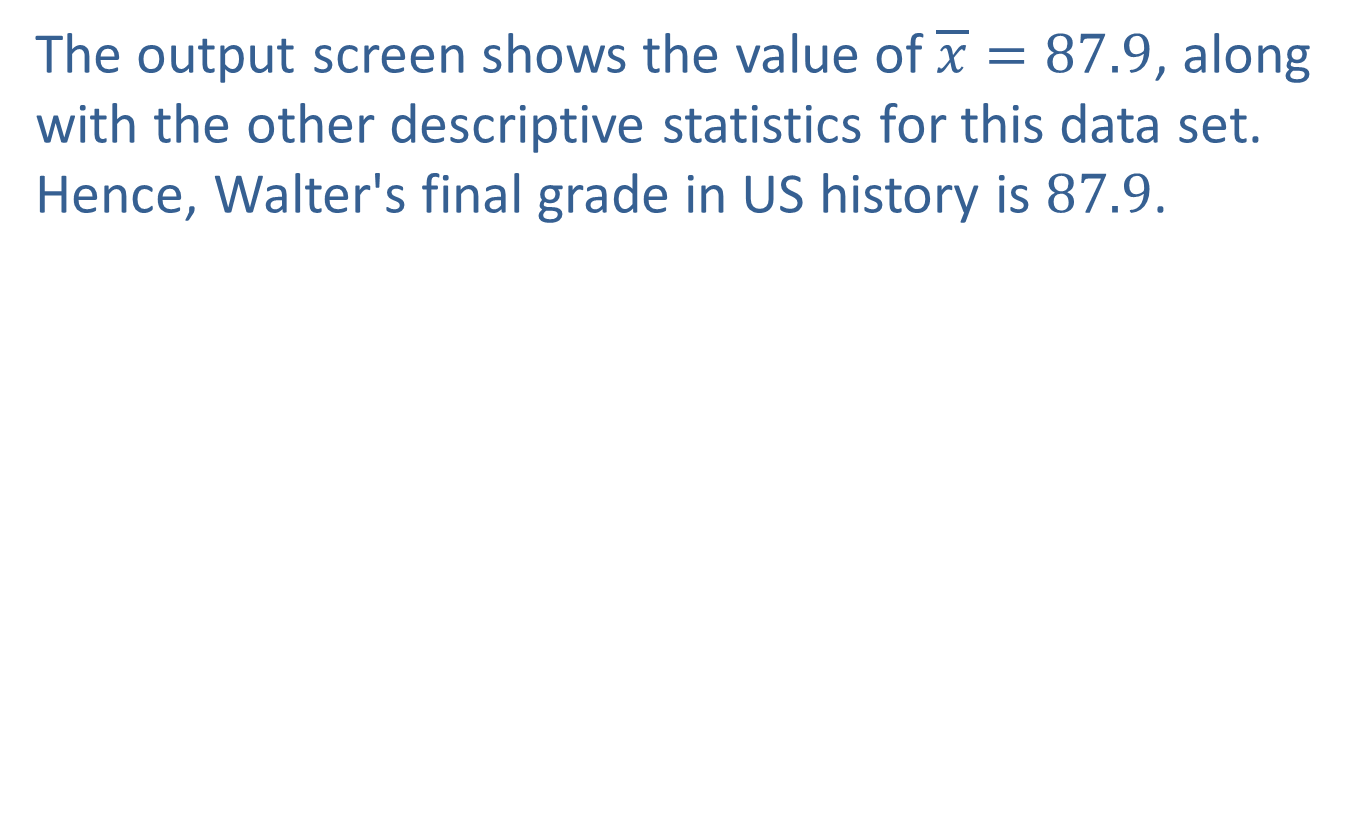 The output screen shows the value of x̅ = 87.9, along
with the other descriptive statistics for this data set.
Hence, Walter's final grade in US history is 87.9.